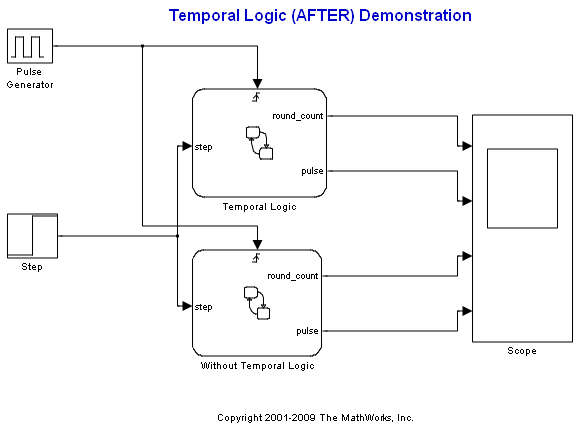 Temporal Logic (AFTER) Demonstration
Pulse
Generator
round_count
step
pulse
Temporal Logic
Step
round_count
step
pulse
Without Temporal Logic
Scope
Copyright 2001-2009 The MathWorks, Inc.